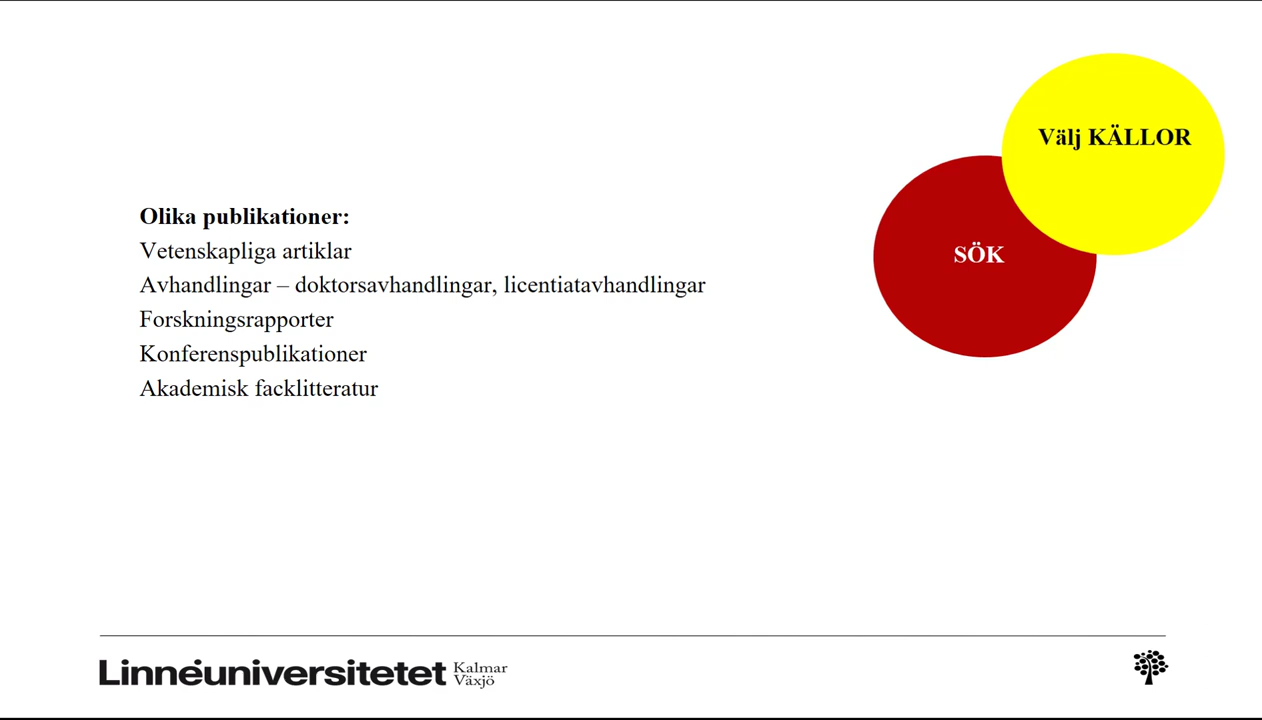 Välj KÄLLOR
SÖK
Olika publikationer:
Vetenskapliga artiklar
Avhandlingar – doktorsavhandlingar, licentiatavhandlingar
Forskningsrapporter
Konferenspublikationer
Akademisk facklitteratur
Linnéuniversitetet
Kalmar
Växjö